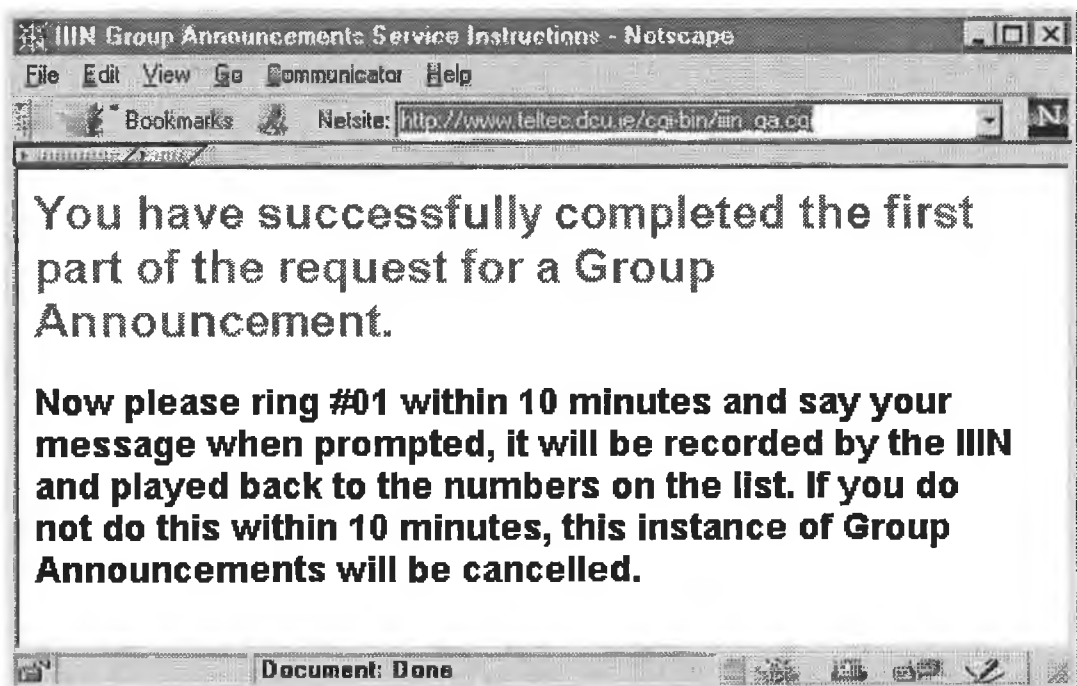 IIIN Group Announcements Service Instructions - Netscape
File Edit View Go Communicator Help
Bookmarks Netsite: http://www.teltec.dcu.ie/cgi-bin/iiin_ga.cgi
N
You have successfully completed the first
part of the request for a Group
Announcement.
Now please ring #01 within 10 minutes and say your
message when prompted, it will be recorded by the IIIN
and played back to the numbers on the list. If you do
not do this within 10 minutes, this instance of Group
Announcements will be cancelled.
Document: Done